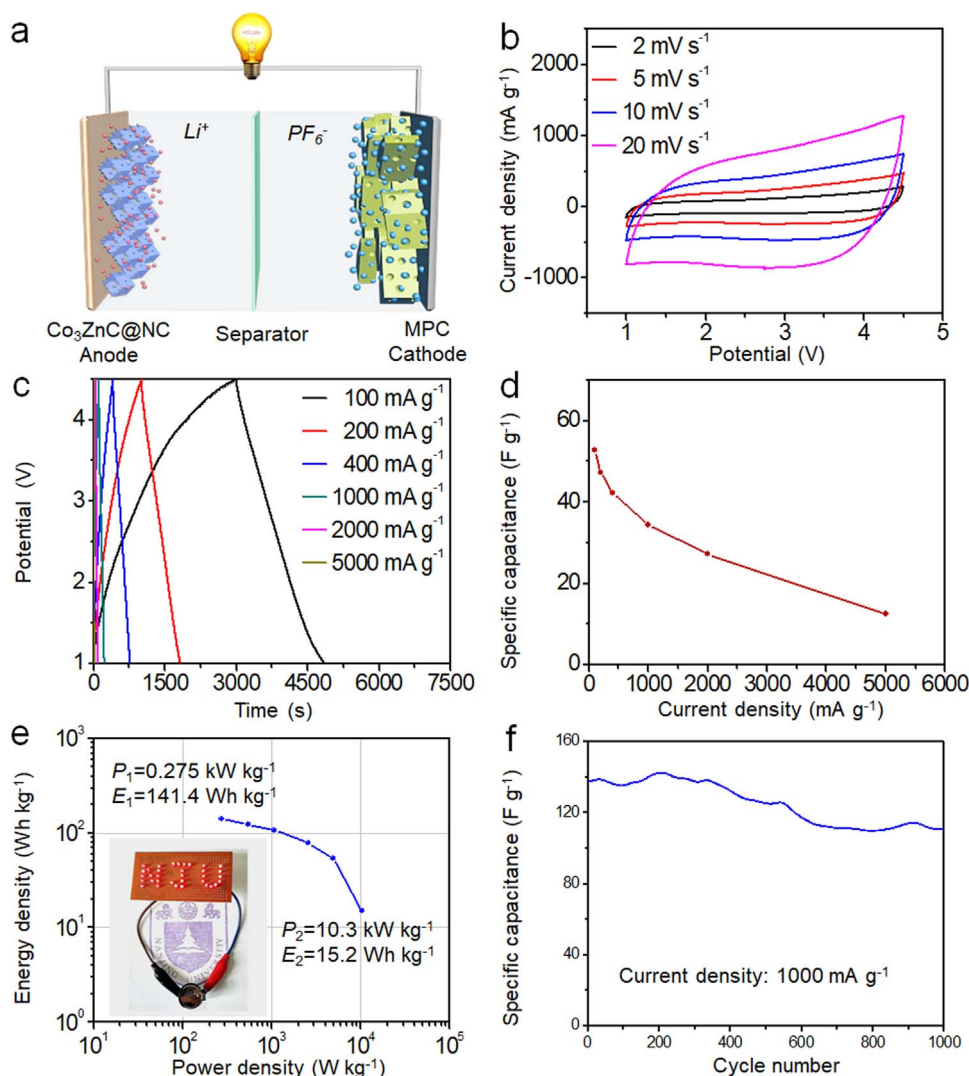 a
Li⁺
PF₆⁻
Co₃ZnC@NC
Anode
Separator
MPC
Cathode
b
2 mV s⁻¹
5 mV s⁻¹
10 mV s⁻¹
20 mV s⁻¹
2000
1000
0
-1000
Current density (mA g⁻¹)
1 2 3 4 5
Potential (V)
c
100 mA g⁻¹
200 mA g⁻¹
400 mA g⁻¹
1000 mA g⁻¹
2000 mA g⁻¹
5000 mA g⁻¹
4
2
1
Potential (V)
0 1500 3000 4500 6000 7500
Time (s)
d
60
40
20
0
Specific capacitance (F g⁻¹)
0 1000 2000 3000 4000 5000 6000
Current density (mA g⁻¹)
e
P₁=0.275 kW kg⁻¹
E₁=141.4 Wh kg⁻¹
NJU
P₂=10.3 kW kg⁻¹
E₂=15.2 Wh kg⁻¹
10³
10²
10¹
10⁰
Energy density (Wh kg⁻¹)
10¹ 10² 10³ 10⁴ 10⁵
Power density (W kg⁻¹)
f
160
120
80
40
0
Specific capacitance (F g⁻¹)
Current density: 1000 mA g⁻¹
0 200 400 600 800 1000
Cycle number